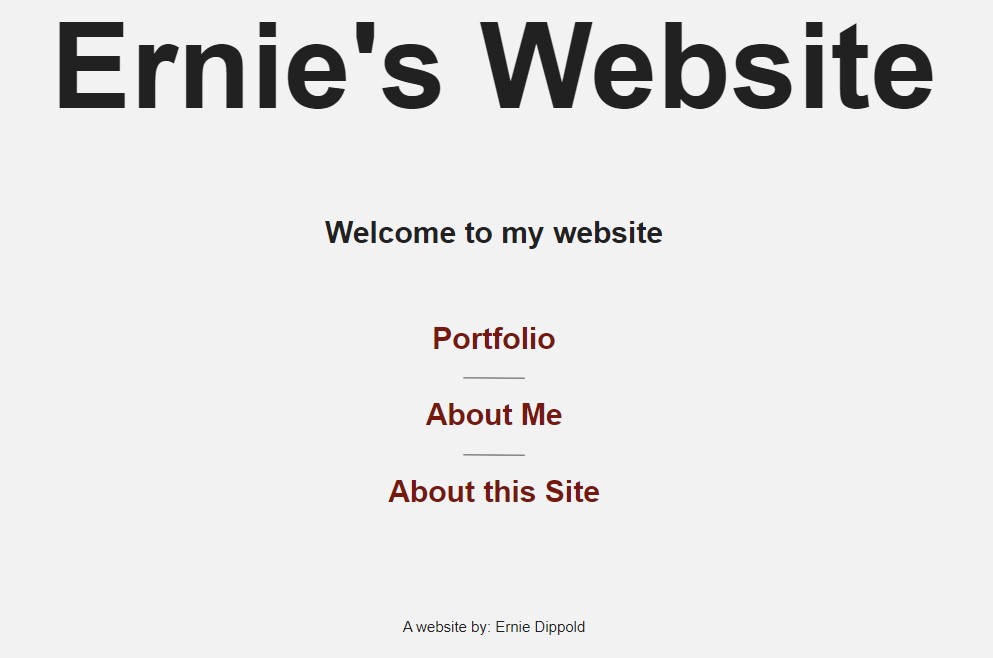 Ernie's Website
Welcome to my website
Portfolio
About Me
About this Site
A website by: Ernie Dippold